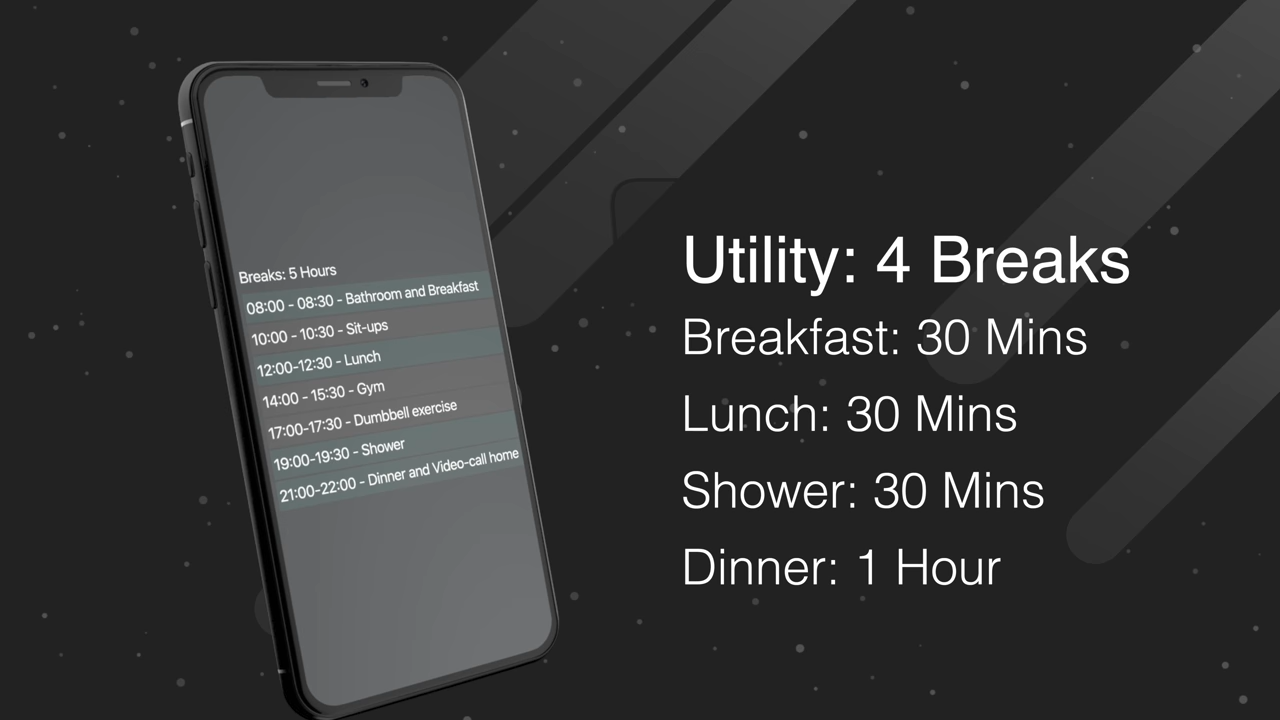 Breaks: 5 Hours
08:00 - 08:30 - Bathroom and Breakfast
10:00 - 10:30 - Sit-ups
12:00-12:30 - Lunch
14:00 - 15:30 - Gym
17:00-17:30 - Dumbbell exercise
19:00-19:30 - Shower
21:00-22:00 - Dinner and Video-call home
Utility: 4 Breaks
Breakfast: 30 Mins
Lunch: 30 Mins
Shower: 30 Mins
Dinner: 1 Hour